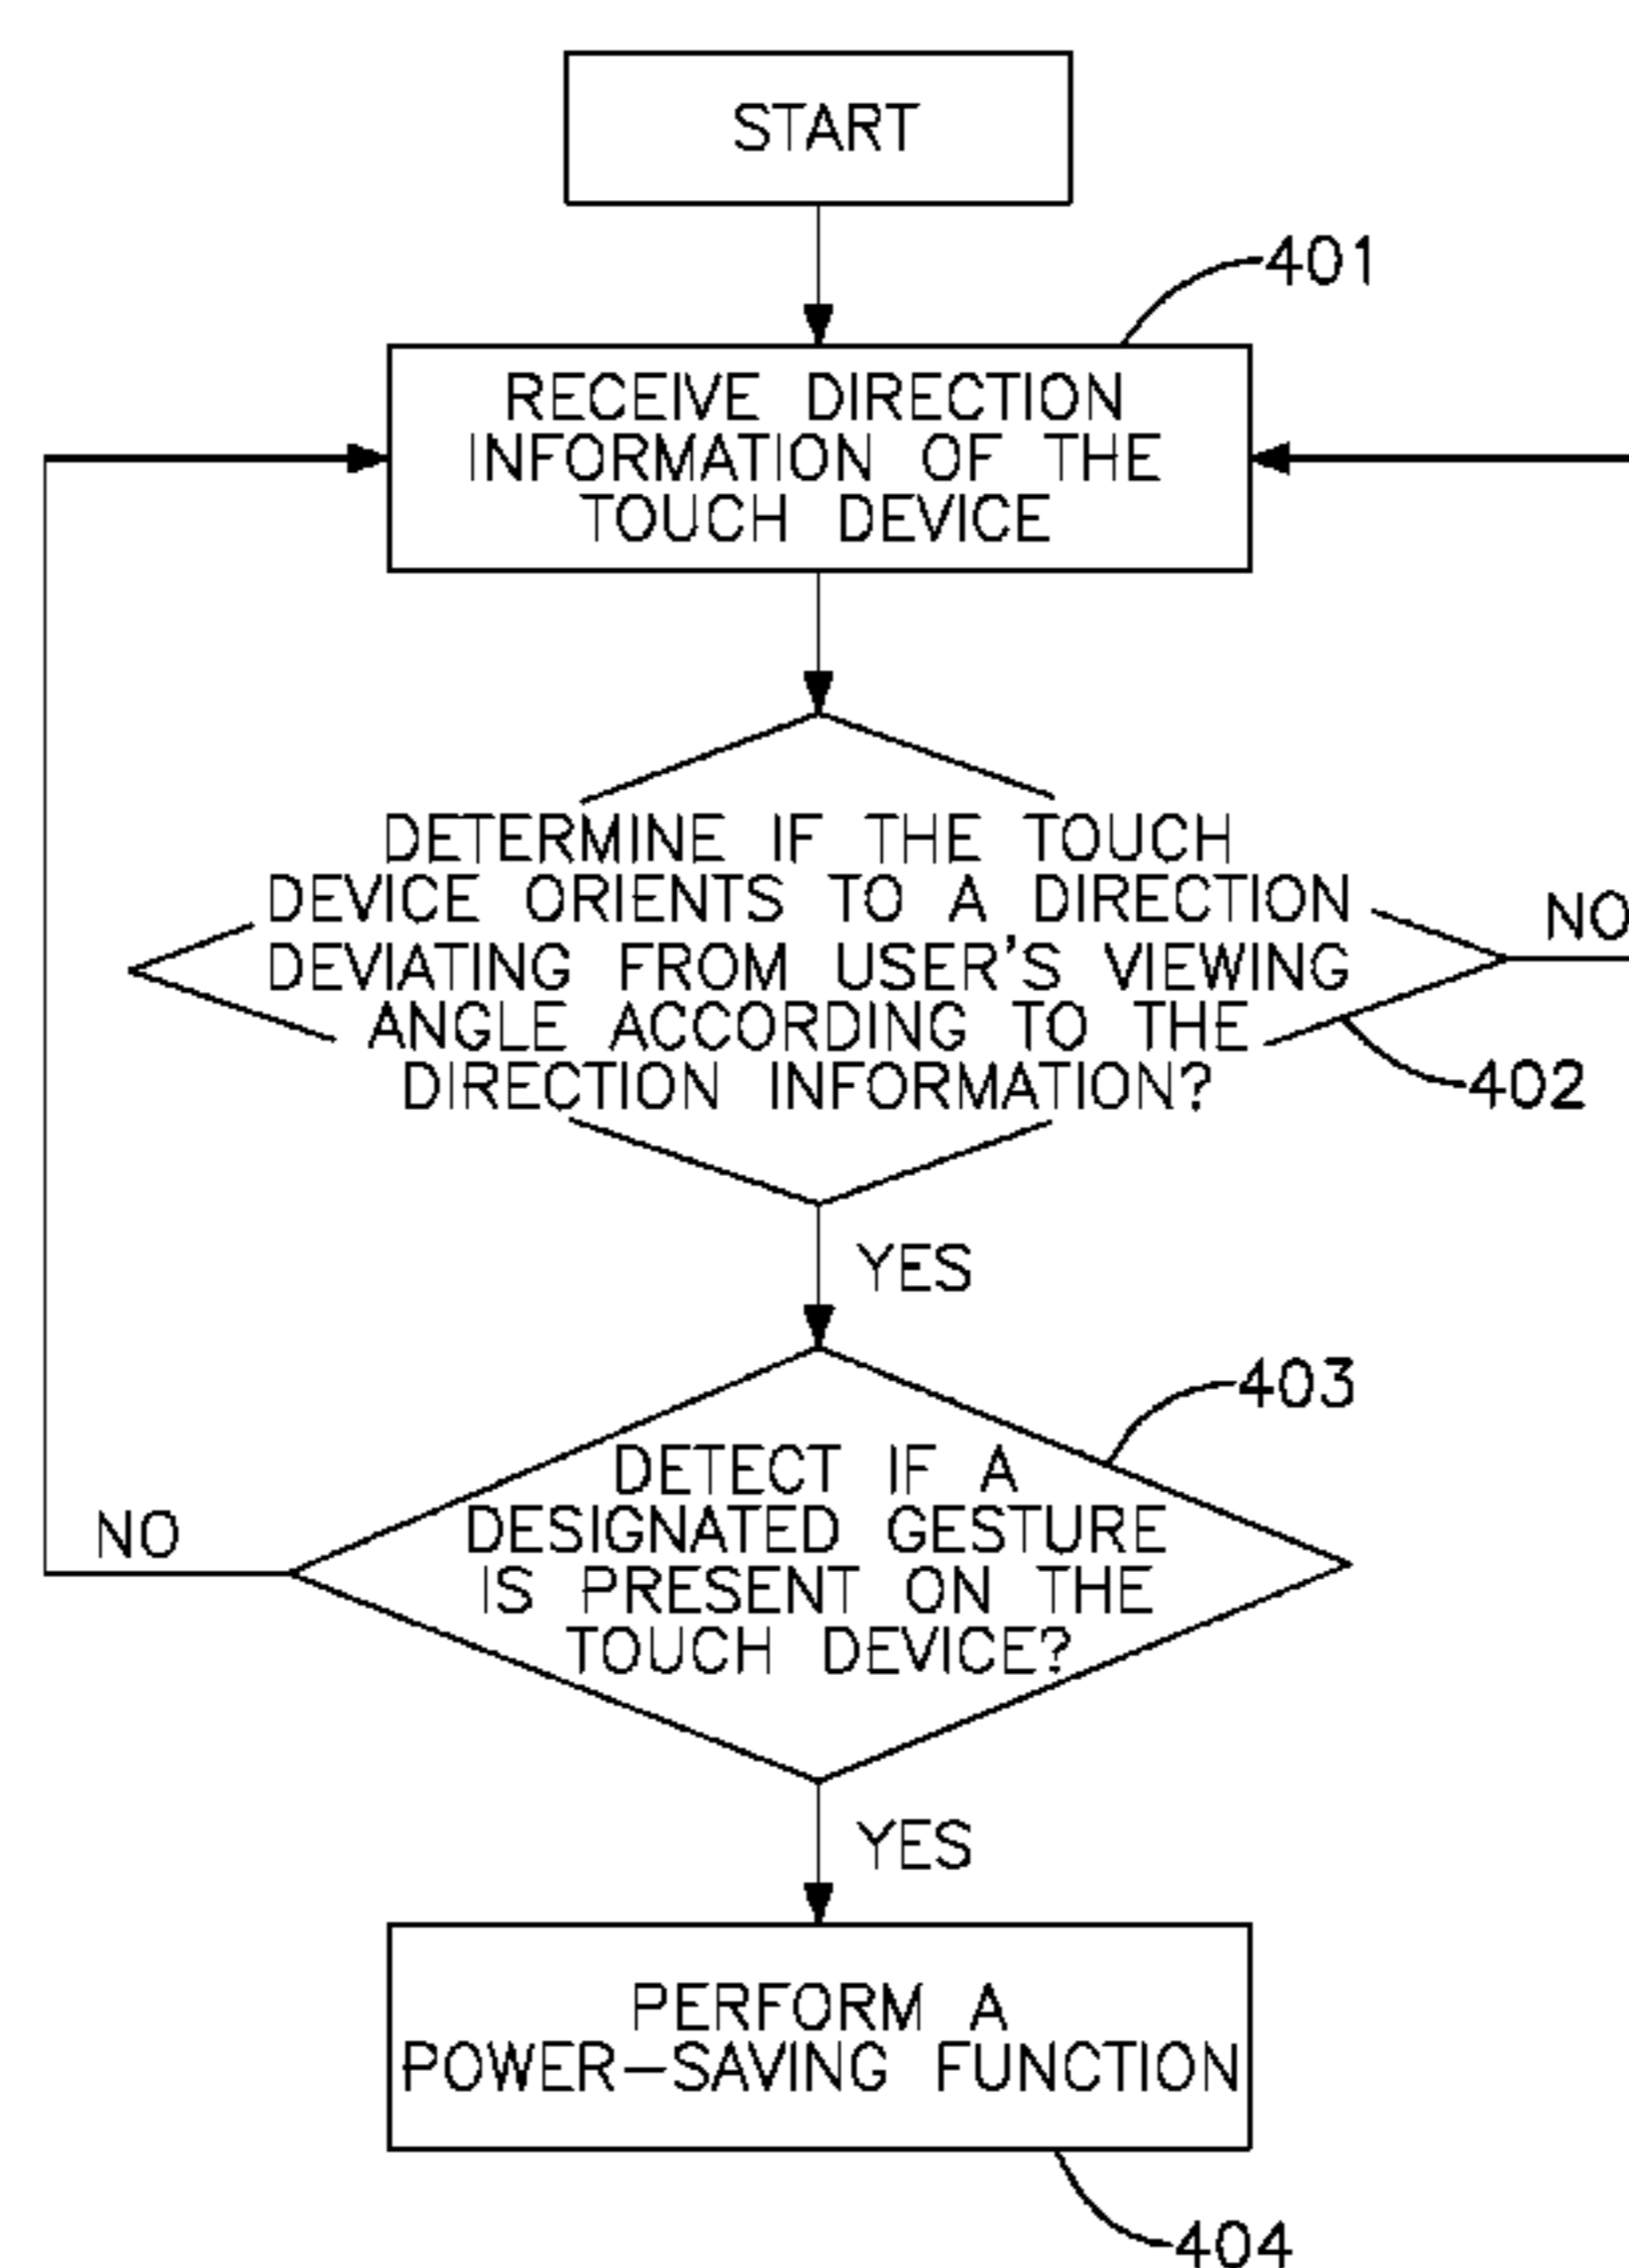 START
401
RECEIVE DIRECTION
INFORMATION OF THE
TOUCH DEVICE
DETERMINE IF THE TOUCH
DEVICE ORIENTS TO A DIRECTION
NO
DEVIATING FROM USER'S VIEWING
ANGLE ACCORDING TO THE
DIRECTION INFORMATION?
402
YES
403
DETECT IF A
DESIGNATED GESTURE
IS PRESENT ON THE
TOUCH DEVICE?
NO
YES
PERFORM A
POWER-SAVING FUNCTION
404